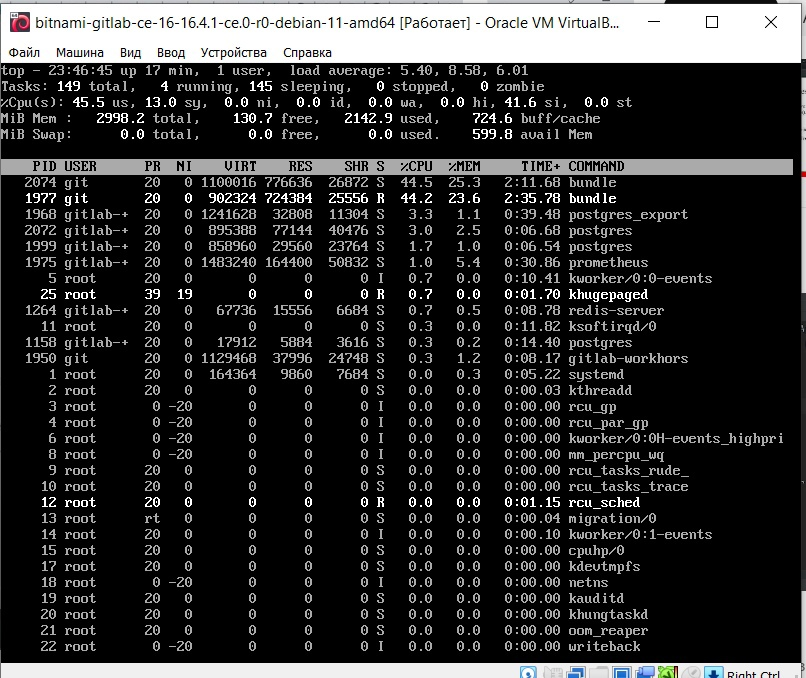 bitnami-gitlab-ce-16-16.4.1-ce.0-r0-debian-11-amd64 [Работает] - Oracle VM VirtualB...
Файл Машина Вид Ввод Устройства Справка
top - 23:46:45 up 17 min, 1 user, load average: 5.40, 8.58, 6.01
Tasks: 149 total, 4 running, 145 sleeping, 0 stopped, 0 zombie
%Cpu(s): 45.5 us, 13.0 sy, 0.0 ni, 0.0 id, 0.0 wa, 0.0 hi, 41.6 si, 0.0 st
MiB Mem : 2998.2 total, 130.7 free, 2142.9 used, 724.6 buff/cache
MiB Swap: 0.0 total, 0.0 free, 0.0 used. 599.8 avail Mem
PID USER PR NI VIRT RES SHR S %CPU %MEM TIME+ COMMAND
2074 git 20 0 1100016 776636 26872 S 44.5 25.3 2:11.68 bundle
1977 git 20 0 902324 724384 25556 R 44.2 23.6 2:35.78 bundle
1968 gitlab-+ 20 0 1241628 32808 11304 S 3.3 1.1 0:39.48 postgres_export
2072 gitlab-+ 20 0 895388 77144 40476 S 3.0 2.5 0:06.68 postgres
1999 gitlab-+ 20 0 858960 29560 23764 S 1.7 1.0 0:06.54 postgres
1975 gitlab-+ 20 0 1483240 164400 50832 S 1.0 5.4 0:30.86 prometheus
5 root 20 0 0 0 0 I 0.7 0.0 0:10.41 kworker/0:0-events
25 root 39 19 0 0 0 R 0.7 0.0 0:01.70 khugepaged
1264 gitlab-+ 20 0 67736 15556 6684 S 0.7 0.5 0:08.78 redis-server
11 root 20 0 0 0 0 S 0.3 0.0 0:11.82 ksoftirqd/0
1158 gitlab-+ 20 0 17912 5884 3616 S 0.3 0.2 0:14.40 postgres
1950 git 20 0 1129468 37996 24748 S 0.3 1.2 0:08.17 gitlab-workhors
1 root 20 0 164364 9860 7684 S 0.0 0.3 0:05.22 systemd
2 root 20 0 0 0 0 S 0.0 0.0 0:00.03 kthreadd
3 root 0 -20 0 0 0 I 0.0 0.0 0:00.00 rcu_gp
4 root 0 -20 0 0 0 I 0.0 0.0 0:00.00 rcu_par_gp
6 root 0 -20 0 0 0 I 0.0 0.0 0:00.00 kworker/0:0H-events_highpri
8 root 0 -20 0 0 0 I 0.0 0.0 0:00.00 mm_percpu_wq
9 root 20 0 0 0 0 S 0.0 0.0 0:00.00 rcu_tasks_rude_
10 root 20 0 0 0 0 S 0.0 0.0 0:00.00 rcu_tasks_trace
12 root 20 0 0 0 0 R 0.0 0.0 0:01.15 rcu_sched
13 root rt 0 0 0 0 S 0.0 0.0 0:00.04 migration/0
14 root 20 0 0 0 0 I 0.0 0.0 0:00.10 kworker/0:1-events
15 root 20 0 0 0 0 S 0.0 0.0 0:00.00 cpuhp/0
17 root 20 0 0 0 0 S 0.0 0.0 0:00.00 kdevtmpfs
18 root 0 -20 0 0 0 I 0.0 0.0 0:00.00 netns
19 root 20 0 0 0 0 S 0.0 0.0 0:00.00 kauditd
20 root 20 0 0 0 0 S 0.0 0.0 0:00.00 khungtaskd
21 root 20 0 0 0 0 S 0.0 0.0 0:00.00 oom_reaper
22 root 0 -20 0 0 0 I 0.0 0.0 0:00.00 writeback
Right Ctrl